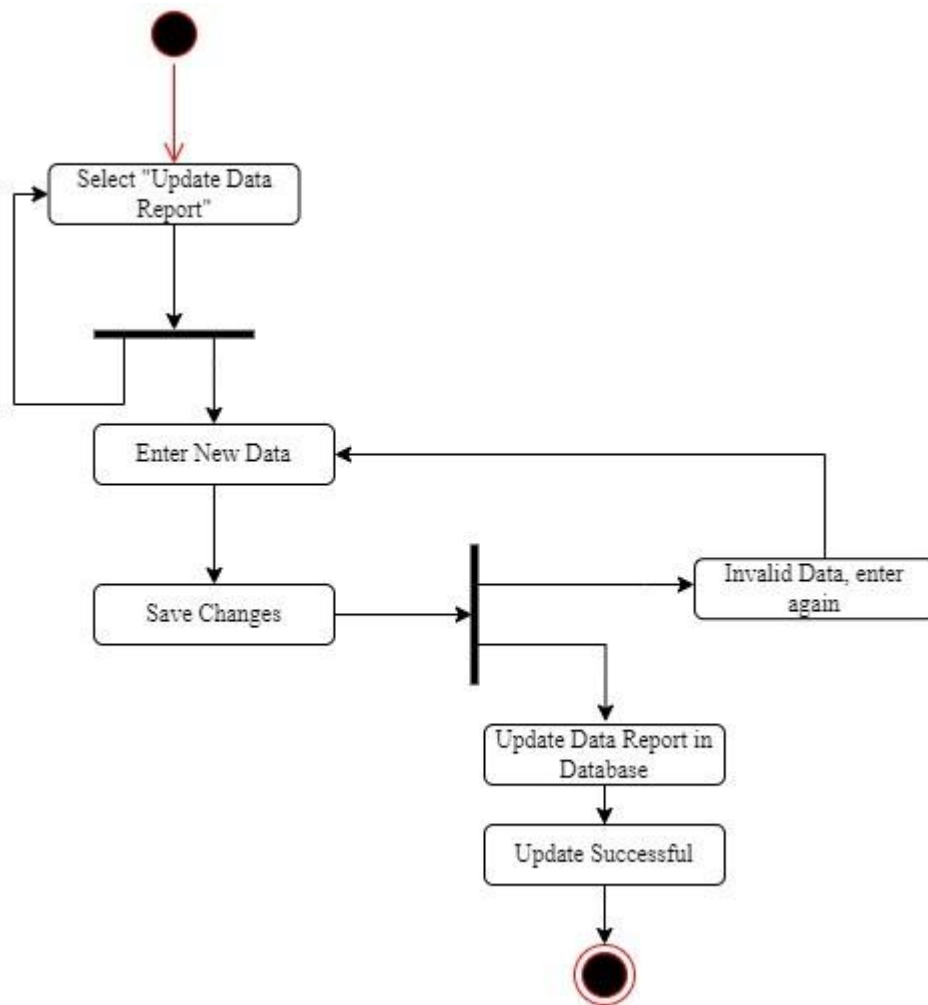 Select "Update Data
Report"
Enter New Data
Save Changes
Invalid Data, enter
again
Update Data Report in
Database
Update Successful